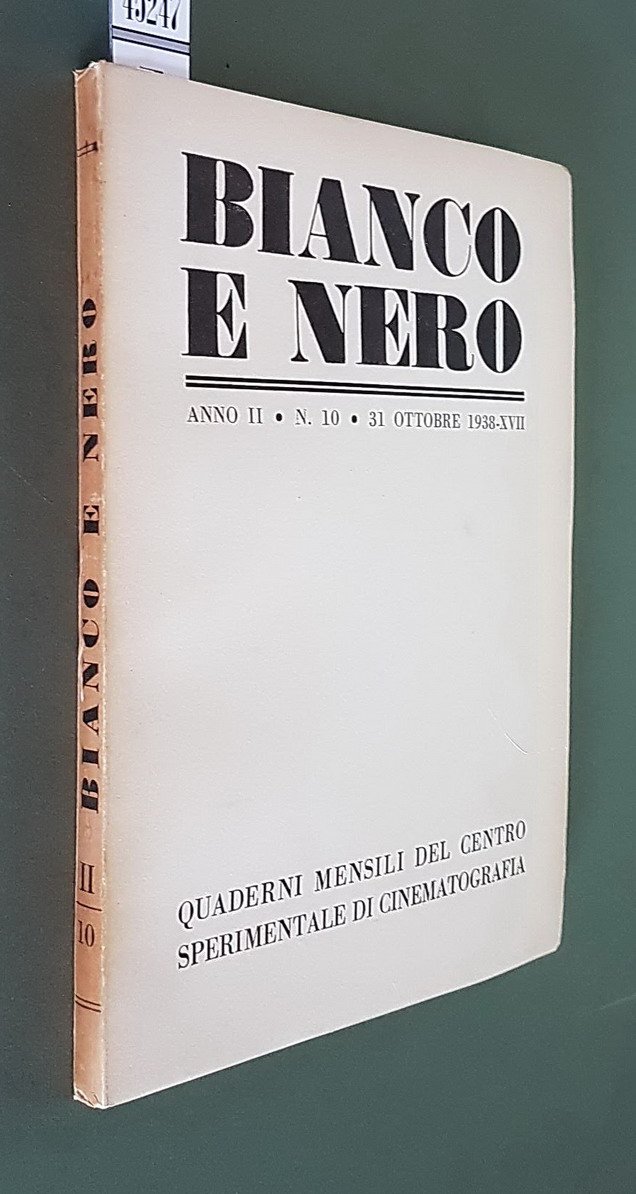 45247
BIANCO
E NERO
ANNO II • N. 10 • 31 OTTOBRE 1938-XVII
QUADERNI MENSILI DEL CENTRO
SPERIMENTALE DI CINEMATOGRAFIA
BIANCO E NERO
II
10